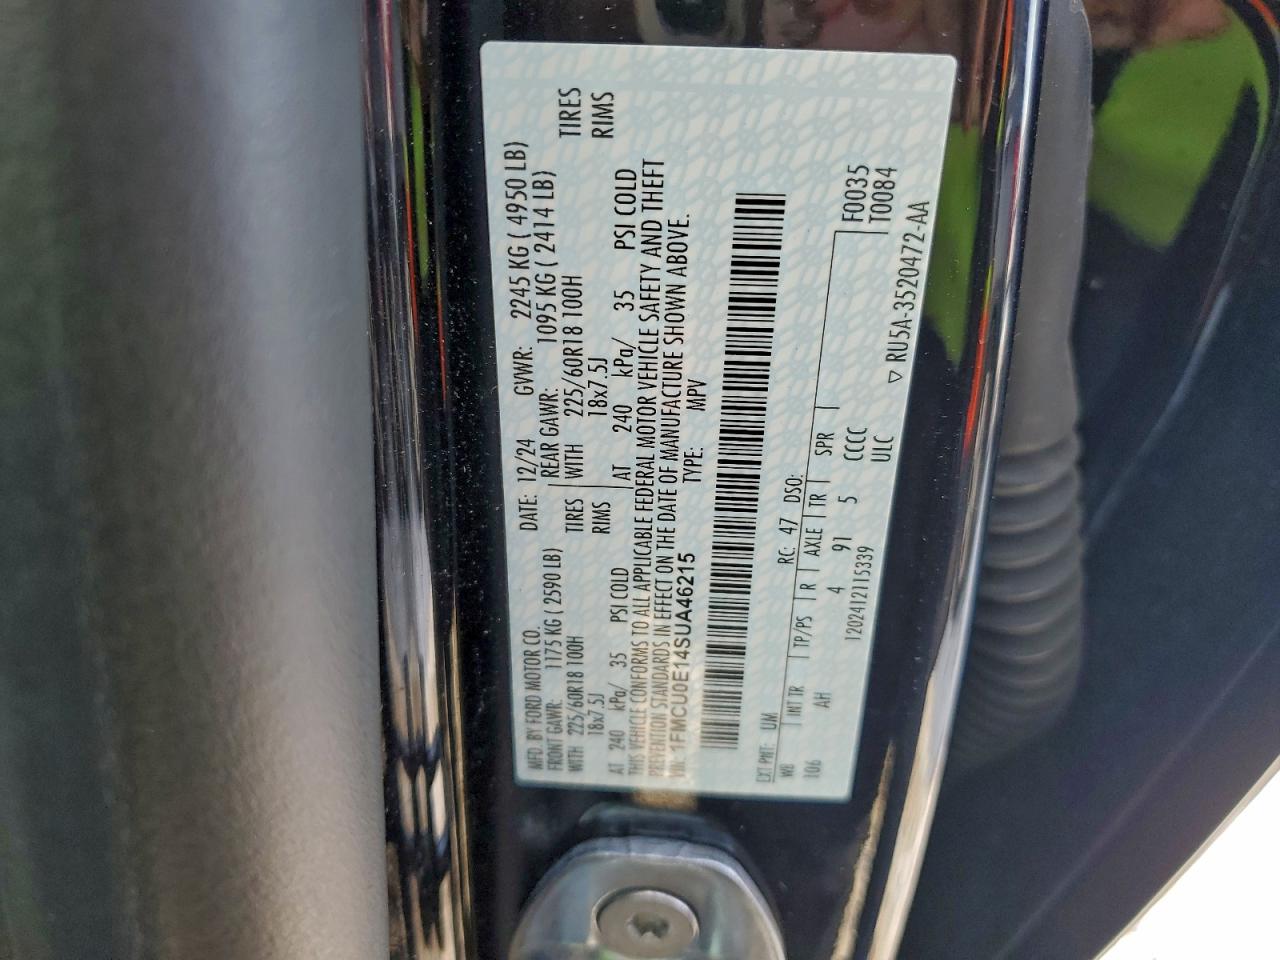 MFD. BY FORD MOTOR CO.
DATE: 12/24 GVWR: 2245 KG ( 4950 LB)
FRONT GAWR: 1175 KG ( 2590 LB) REAR GAWR: 1095 KG ( 2414 LB)
WITH 225/60R18 100H TIRES WITH 225/60R18 100H TIRES
18x7.5J RIMS 18x7.5J RIMS
AT 240 kPa/ 35 PSI COLD AT 240 kPa/ 35 PSI COLD
THIS VEHICLE CONFORMS TO ALL APPLICABLE FEDERAL MOTOR VEHICLE SAFETY AND THEFT
PREVENTION STANDARDS IN EFFECT ON THE DATE OF MANUFACTURE SHOWN ABOVE.
VIN: 1FMCU0E14SUA46215 TYPE: MPV
EXT PNT: UM RC: 47 DSO:
WB INT TR TP/PS R AXLE TR SPR F0035
106 AH 4 91 5 CCCC T0084
1202412115339 ULC
▽ RU5A-3520472-AA